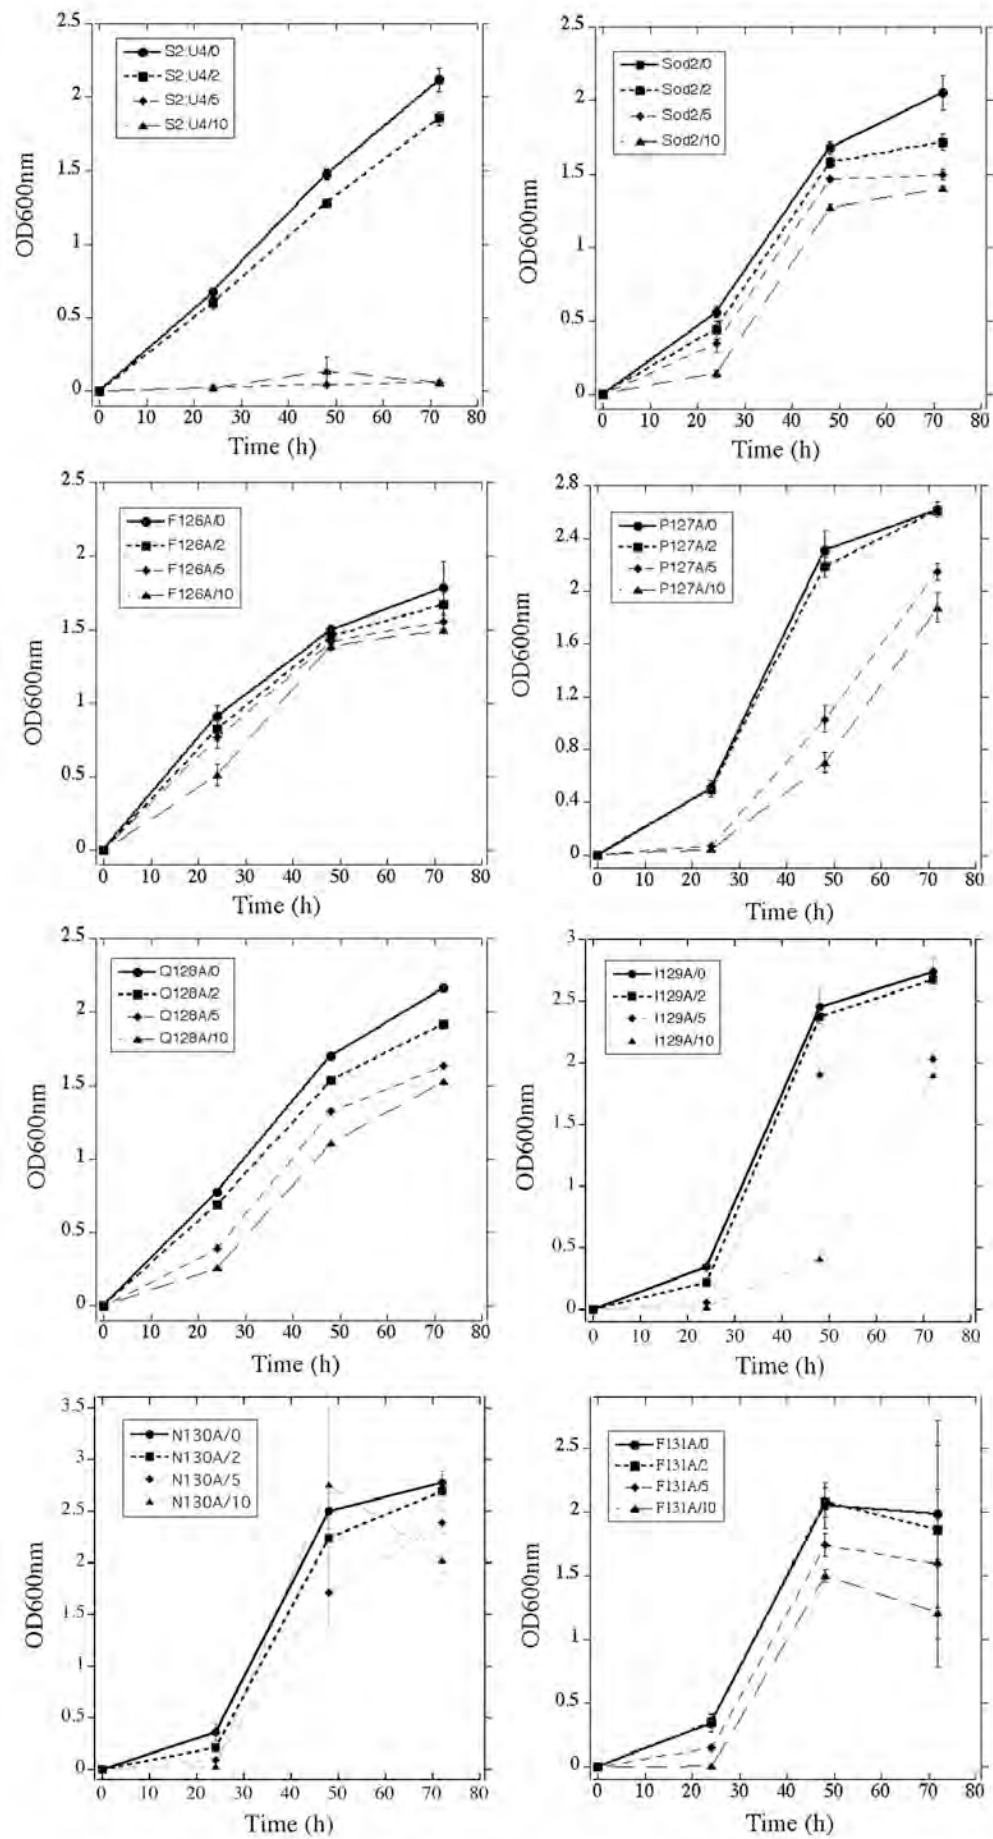 2.5
2
1.5
1
0.5
0
OD600nm
S2:U4/0
S2:U4/2
S2:U4/5
S2:U4/10
0 10 20 30 40 50 60 70 80
Time (h)
2.5
2
1.5
1
0.5
0
OD600nm
Sod2/0
Sod2/2
Sod2/5
Sod2/10
0 10 20 30 40 50 60 70 80
Time (h)
2.5
2
1.5
1
0.5
0
OD600nm
F126A/0
F126A/2
F126A/5
F126A/10
0 10 20 30 40 50 60 70 80
Time (h)
2.8
2.4
2
1.6
1.2
0.8
0.4
0
OD600nm
P127A/0
P127A/2
P127A/5
P127A/10
0 10 20 30 40 50 60 70 80
Time (h)
2.5
2
1.5
1
0.5
0
OD600nm
Q128A/0
Q128A/2
Q128A/5
Q128A/10
0 10 20 30 40 50 60 70 80
Time (h)
3
2.5
2
1.5
1
0.5
0
OD600nm
I129A/0
I129A/2
I129A/5
I129A/10
0 10 20 30 40 50 60 70 80
Time (h)
3.5
3
2.5
2
1.5
1
0.5
0
OD600nm
N130A/0
N130A/2
N130A/5
N130A/10
0 10 20 30 40 50 60 70 80
Time (h)
2.5
2
1.5
1
0.5
0
OD600nm
F131A/0
F131A/2
F131A/5
F131A/10
0 10 20 30 40 50 60 70 80
Time (h)